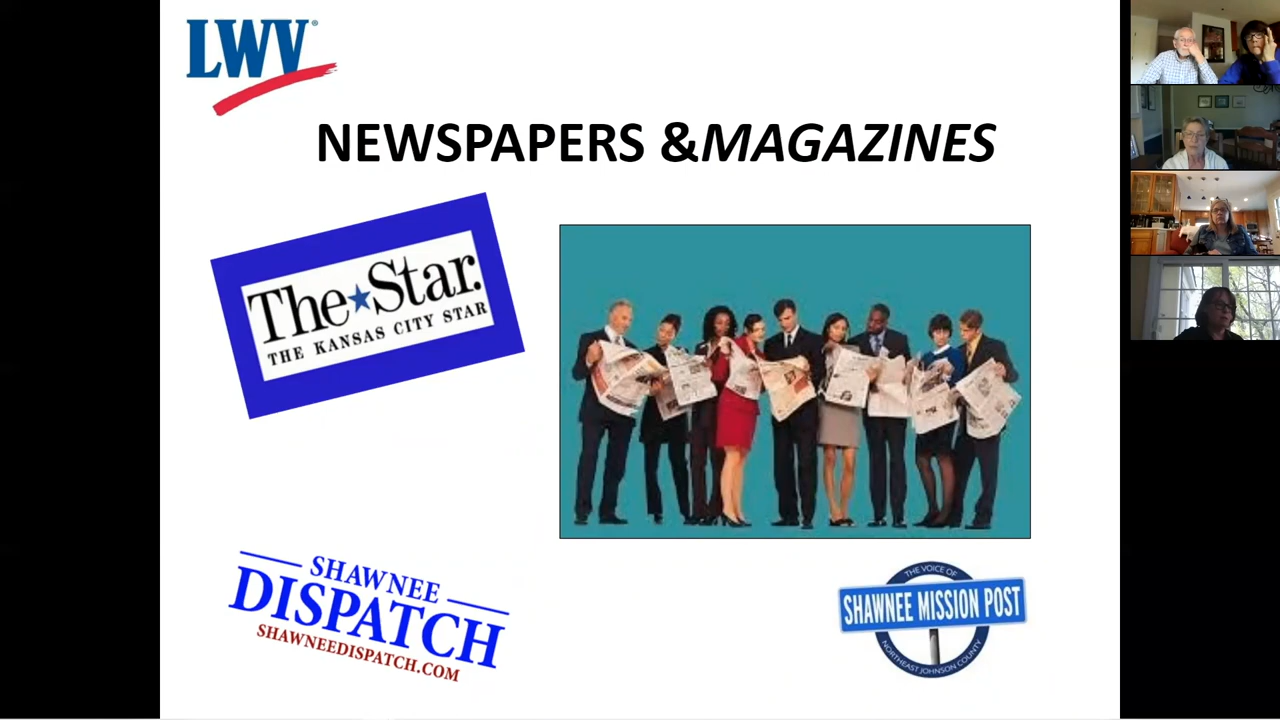 LWV®
NEWSPAPERS &MAGAZINES
The★Star.
THE KANSAS CITY STAR
SHAWNEE
DISPATCH
SHAWNEEDISPATCH.COM
THE VOICE OF
SHAWNEE MISSION POST
NORTHEAST JOHNSON COUNTY